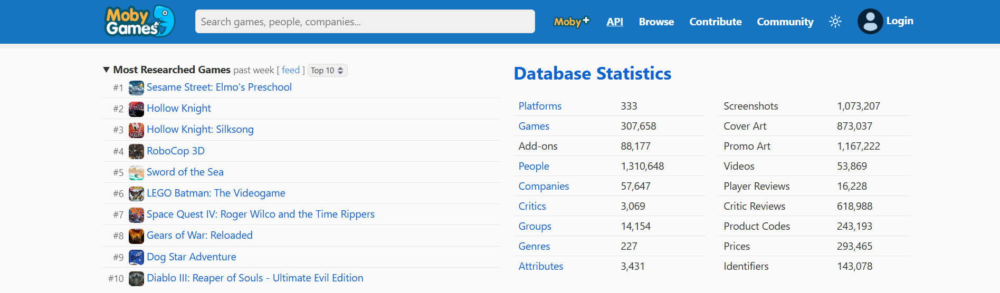 Moby Games
Search games, people, companies...
Moby+
API
Browse
Contribute
Community
Login
▼ Most Researched Games past week [ feed ] Top 10
#1 Sesame Street: Elmo's Preschool
#2 Hollow Knight
#3 Hollow Knight: Silksong
#4 RoboCop 3D
#5 Sword of the Sea
#6 LEGO Batman: The Videogame
#7 Space Quest IV: Roger Wilco and the Time Rippers
#8 Gears of War: Reloaded
#9 Dog Star Adventure
#10 Diablo III: Reaper of Souls - Ultimate Evil Edition
Database Statistics
Platforms 333
Games 307,658
Add-ons 88,177
People 1,310,648
Companies 57,647
Critics 3,069
Groups 14,154
Genres 227
Attributes 3,431
Screenshots 1,073,207
Cover Art 873,037
Promo Art 1,167,222
Videos 53,869
Player Reviews 16,228
Critic Reviews 618,988
Product Codes 243,193
Prices 293,465
Identifiers 143,078